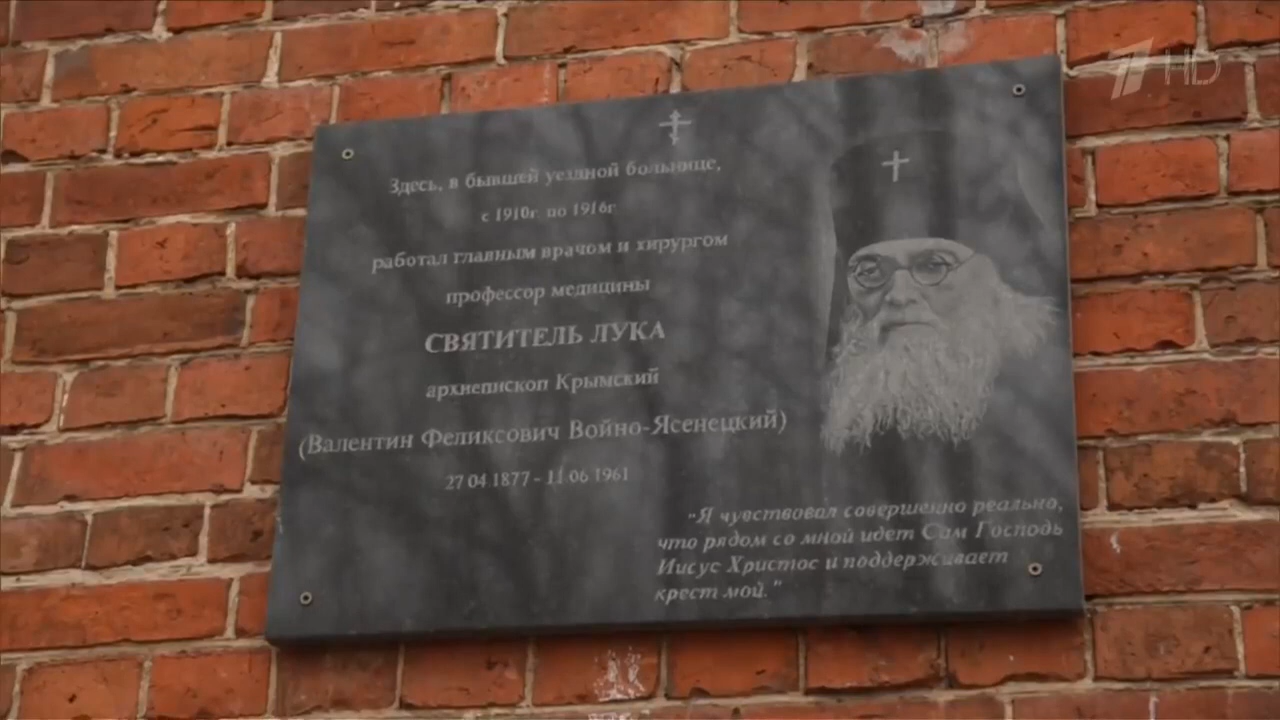 Здесь, в бывшей уездной больнице,
с 1910г. по 1916г
работал главным врачом и хирургом
профессор медицины
СВЯТИТЕЛЬ ЛУКА
архиепископ Крымский
(Валентин Феликсович Войно-Ясенецкий)
27 04 1877 - 11 06 1961
"Я чувствовал совершенно реально,
что рядом со мной идет Сам Господь
Иисус Христос и поддерживает
крест мой."
1 HD